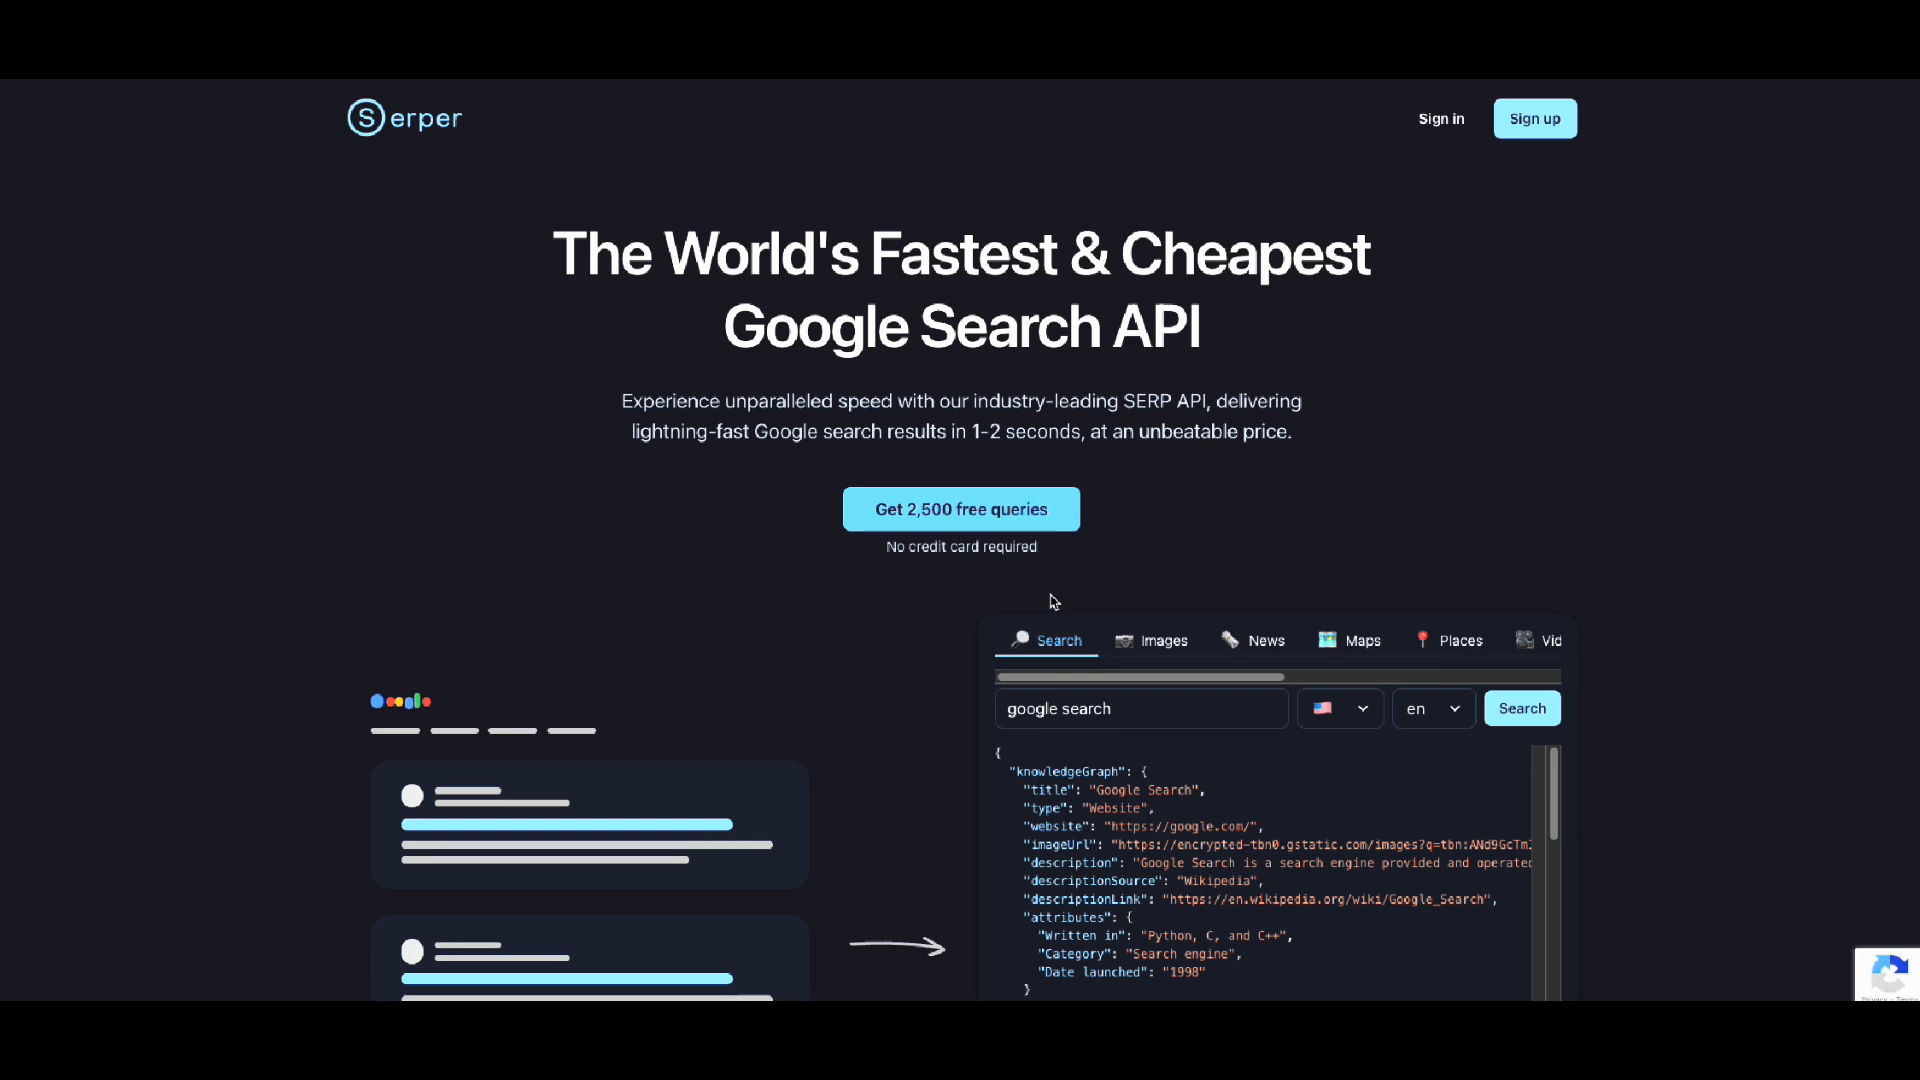 Serper
Sign in
Sign up
The World's Fastest & Cheapest
Google Search API
Experience unparalleled speed with our industry-leading SERP API, delivering
lightning-fast Google search results in 1-2 seconds, at an unbeatable price.
Get 2,500 free queries
No credit card required
Search
Images
News
Maps
Places
Vid
google search
en
Search
{
"knowledgeGraph": {
"title": "Google Search",
"type": "Website",
"website": "https://google.com/",
"imageUrl": "https://encrypted-tbn0.gstatic.com/images?q=tbn:ANd9GcTm
"description": "Google Search is a search engine provided and operated
"descriptionSource": "Wikipedia",
"descriptionLink": "https://en.wikipedia.org/wiki/Google_Search",
"attributes": {
"Written in": "Python, C, and C++",
"Category": "Search engine",
"Date launched": "1998"
}
Privacy - Terms